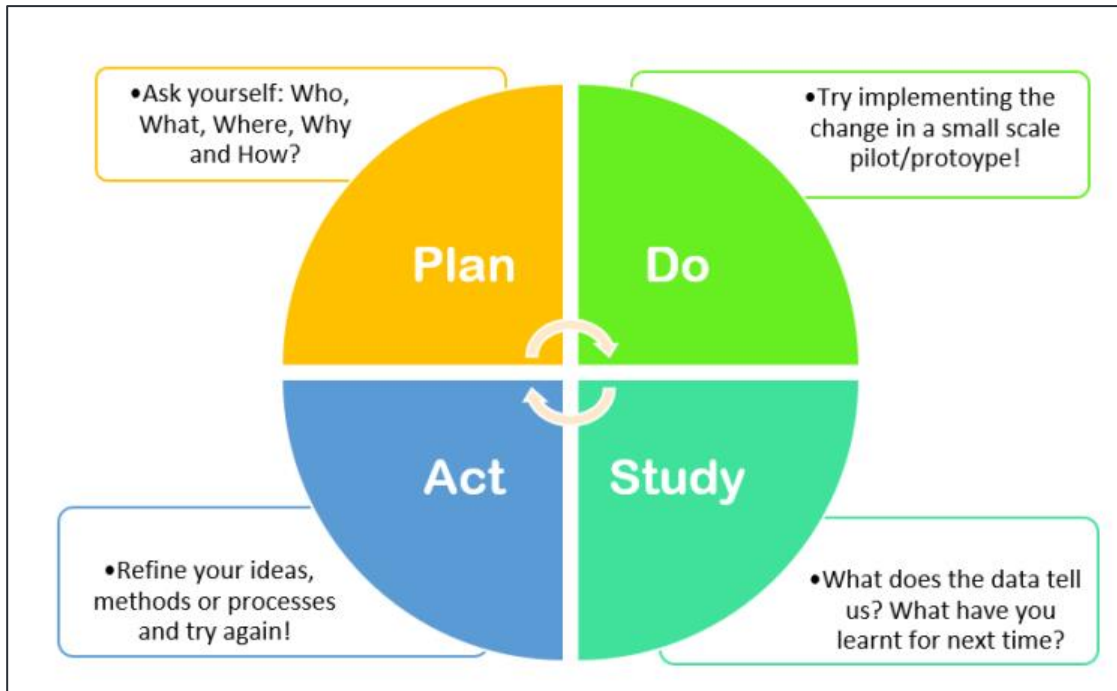 •Ask yourself: Who,
What, Where, Why
and How?
•Try implementing the
change in a small scale
pilot/protoype!
Plan
Do
Act
Study
•Refine your ideas,
methods or processes
and try again!
•What does the data tell
us? What have you
learnt for next time?